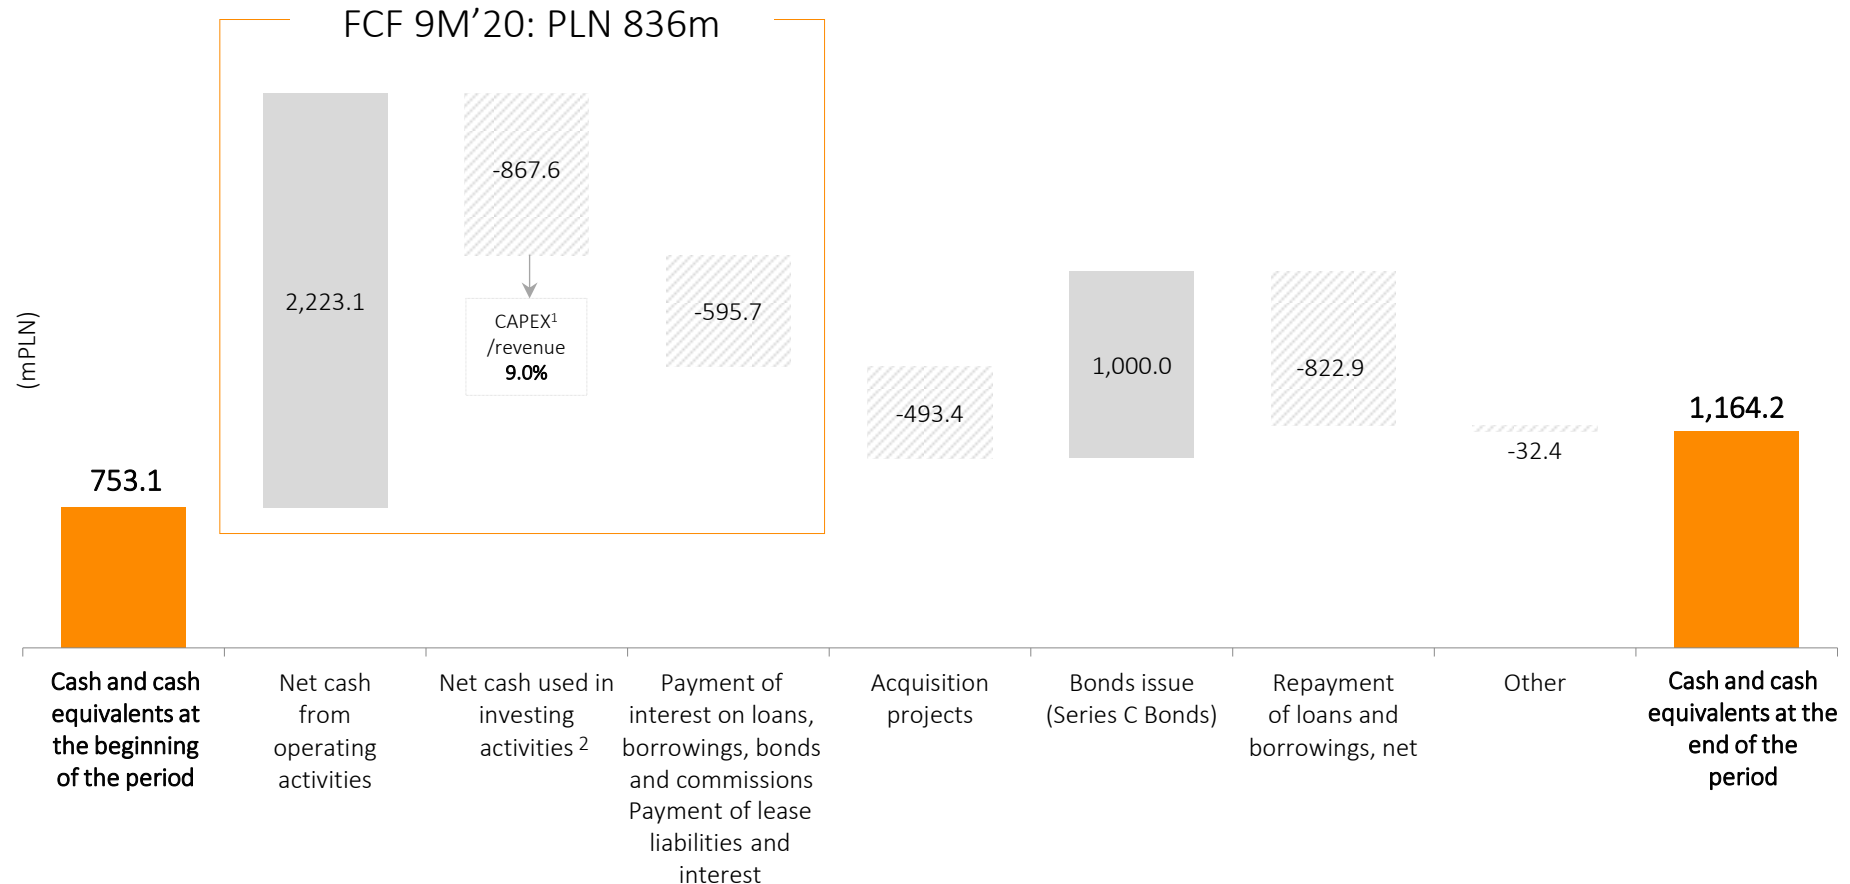 FCF 9M’20: PLN 836m
(mPLN)
753.1
2,223.1
-867.6
CAPEX¹
/revenue
9.0%
-595.7
-493.4
1,000.0
-822.9
-32.4
1,164.2
Cash and cash
equivalents at
the beginning
of the period
Net cash
from
operating
activities
Net cash used in
investing
activities ²
Payment of
interest on loans,
borrowings, bonds
and commissions
Payment of lease
liabilities and
interest
Acquisition
projects
Bonds issue
(Series C Bonds)
Repayment
of loans and
borrowings, net
Other
Cash and cash
equivalents at the
end of the
period